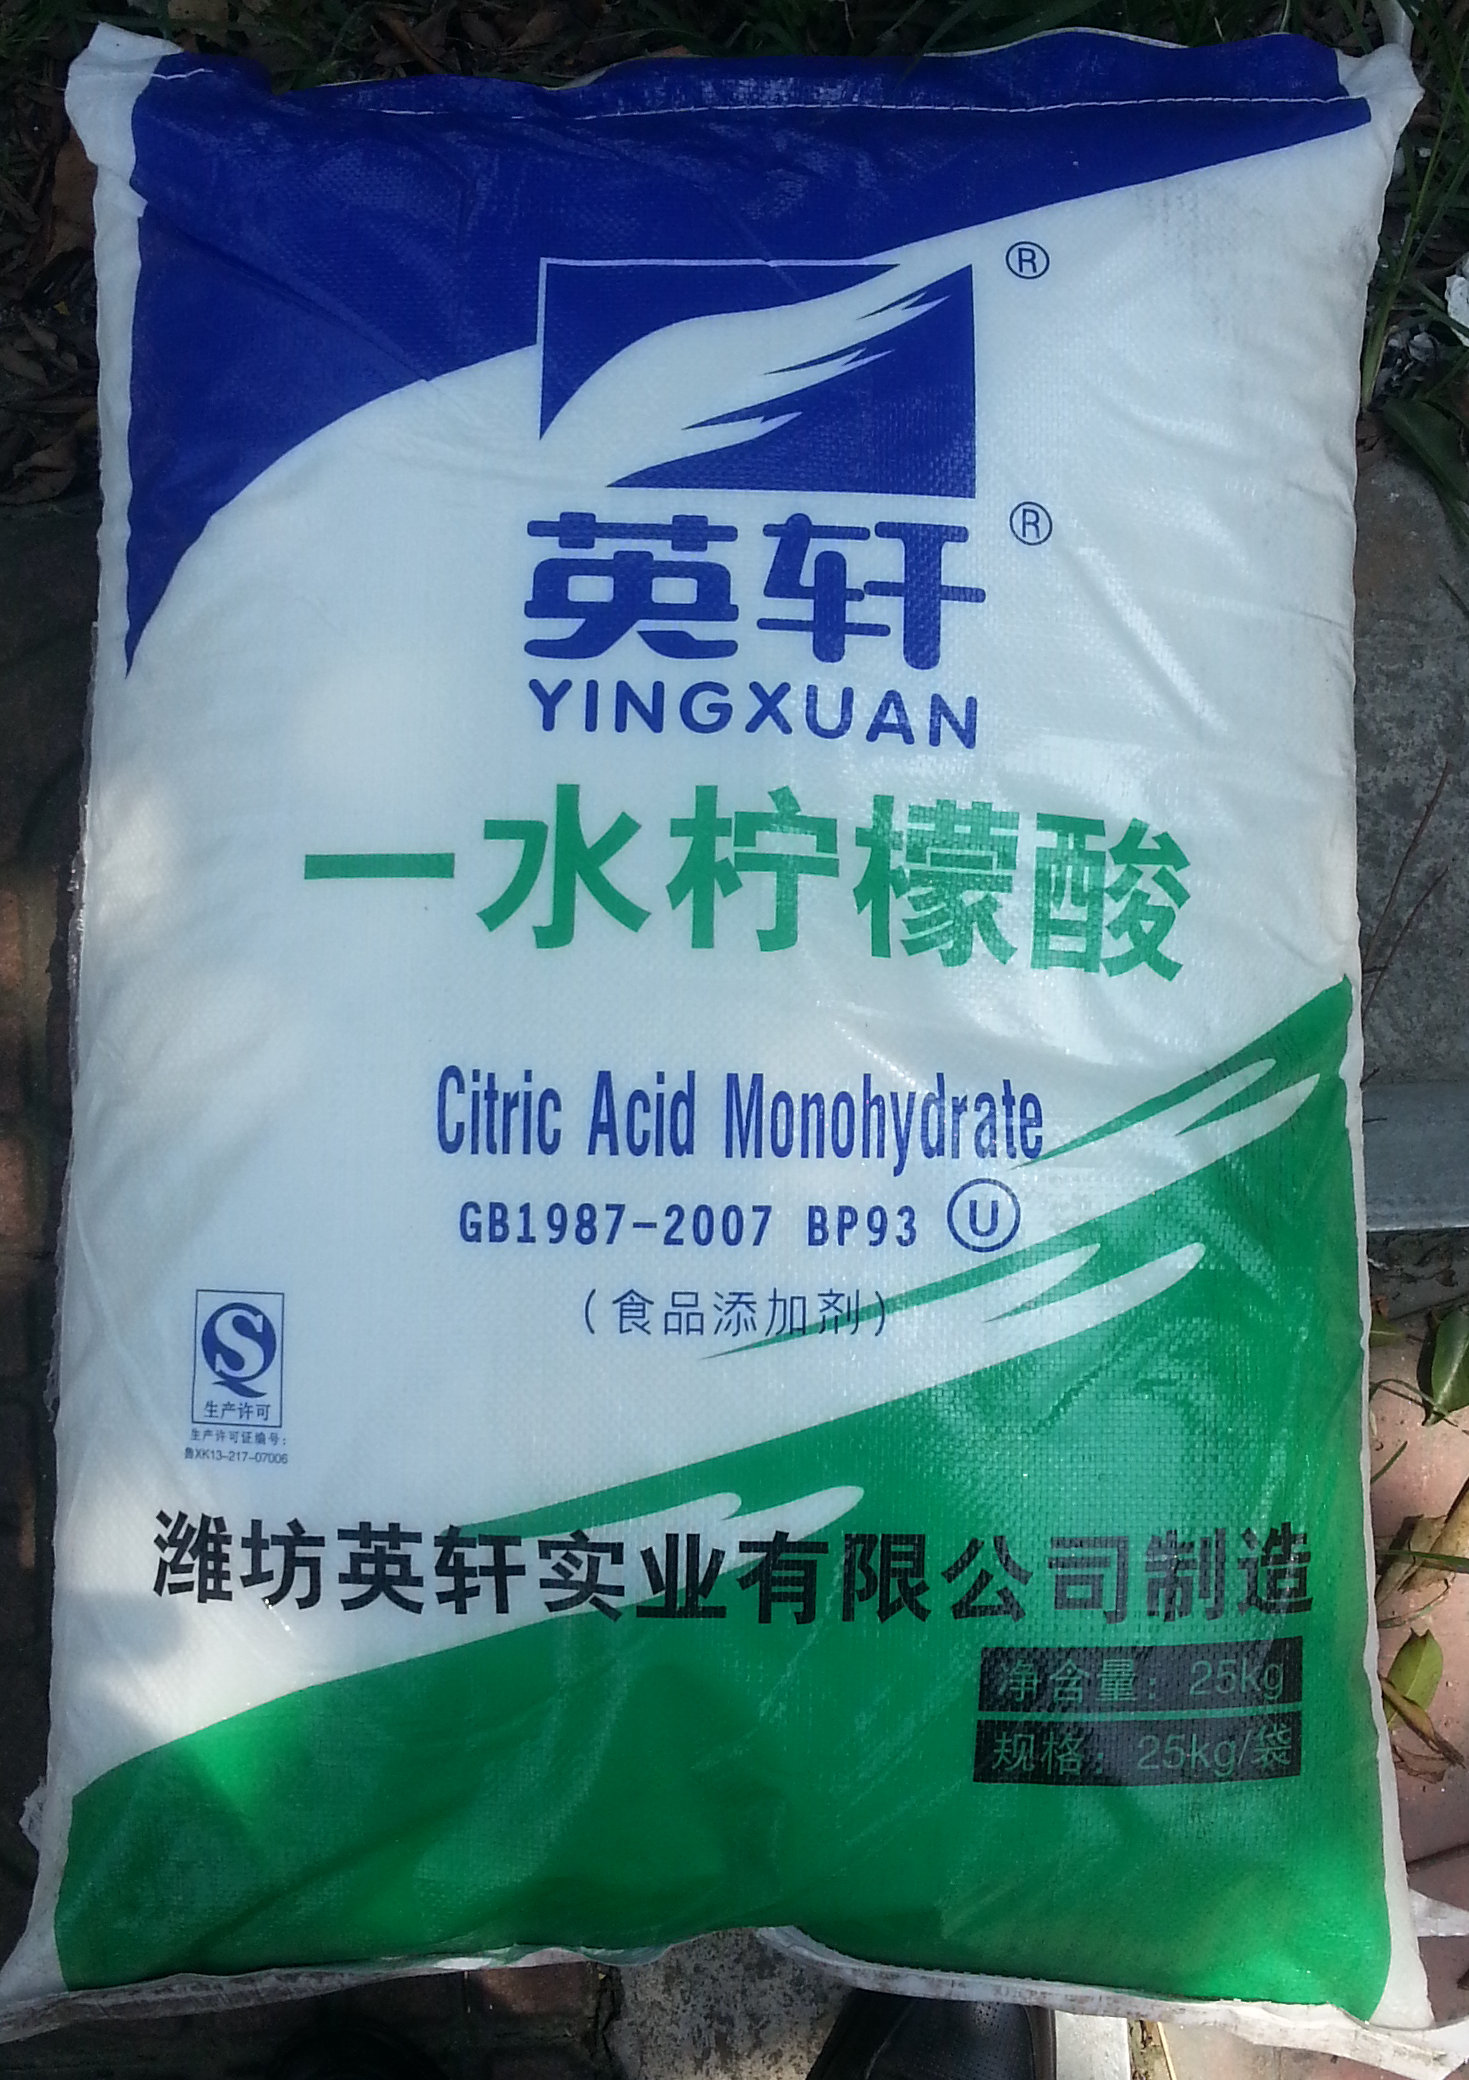 ®
英轩®
YINGXUAN
一水柠檬酸
Citric Acid Monohydrate
GB1987-2007 BP93 Ⓤ
(食品添加剂)
QS
生产许可
生产许可证编号:
鲁XK13-217-07006
潍坊英轩实业有限公司制造
净含量: 25kg
规格: 25kg/袋